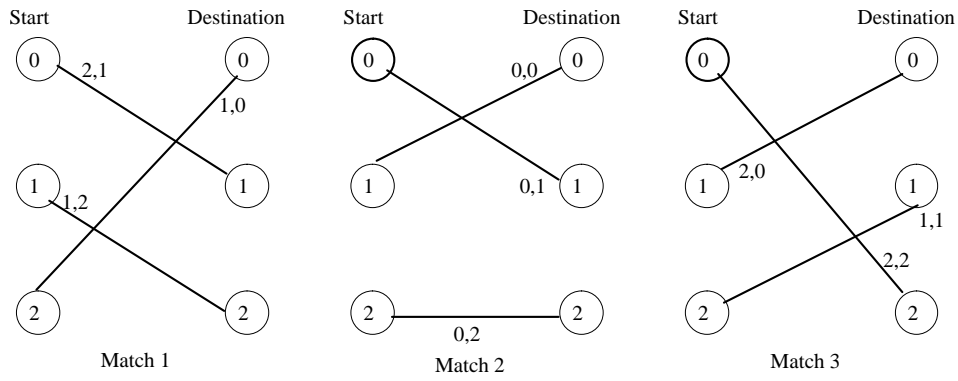 Start Destination Start Destination Start Destination
0 0 0 0 0 0
2,1 0,0
1,0
2,0
1 1 1 0,1 1 1 1
1,2 1,1
2,2
2 2 2 2 2 2
0,2
Match 1 Match 2 Match 3